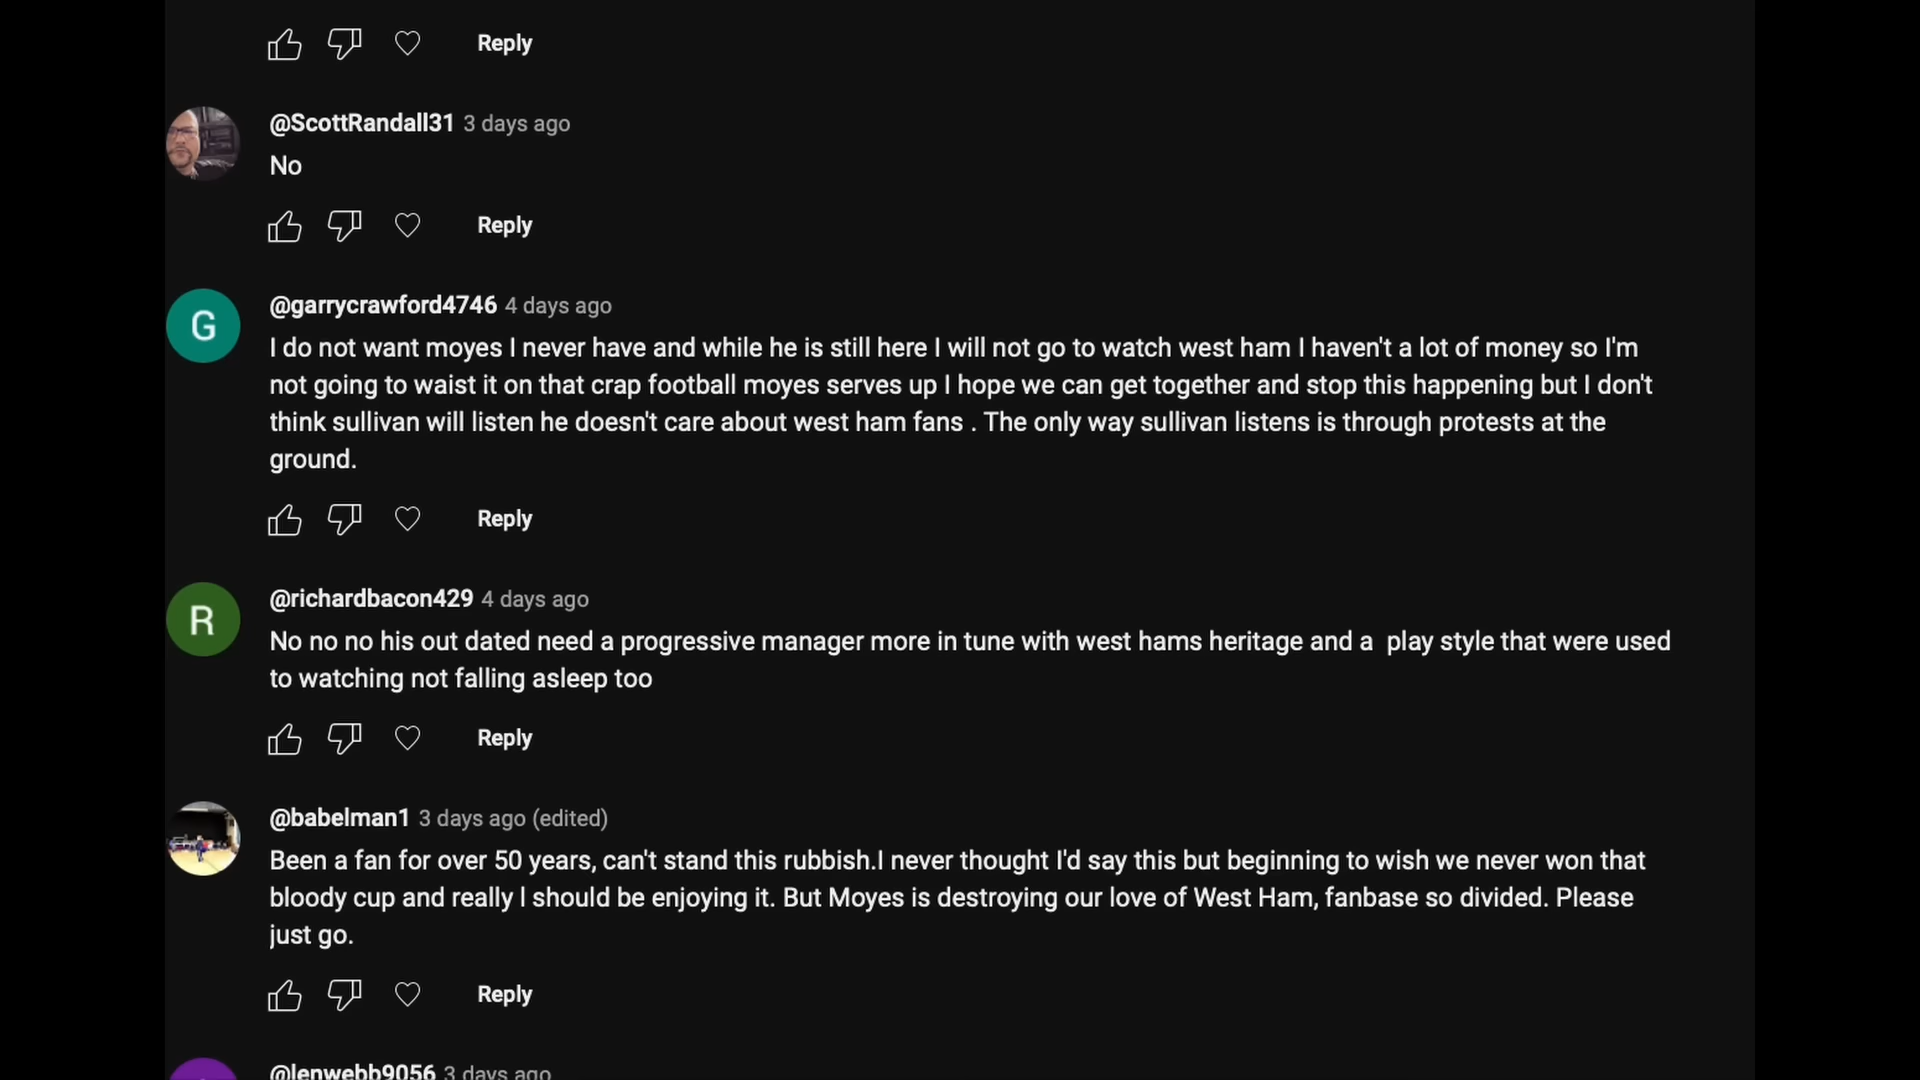 Reply
@ScottRandall31 3 days ago
No
Reply
G
@garrycrawford4746 4 days ago
I do not want moyes I never have and while he is still here I will not go to watch west ham I haven't a lot of money so I'm
not going to waist it on that crap football moyes serves up I hope we can get together and stop this happening but I don't
think sullivan will listen he doesn't care about west ham fans . The only way sullivan listens is through protests at the
ground.
Reply
R
@richardbacon429 4 days ago
No no no his out dated need a progressive manager more in tune with west hams heritage and a  play style that were used
to watching not falling asleep too
Reply
@babelman1 3 days ago (edited)
Been a fan for over 50 years, can't stand this rubbish.I never thought I'd say this but beginning to wish we never won that
bloody cup and really I should be enjoying it. But Moyes is destroying our love of West Ham, fanbase so divided. Please
just go.
Reply
@lenwebb9056 3 days ago